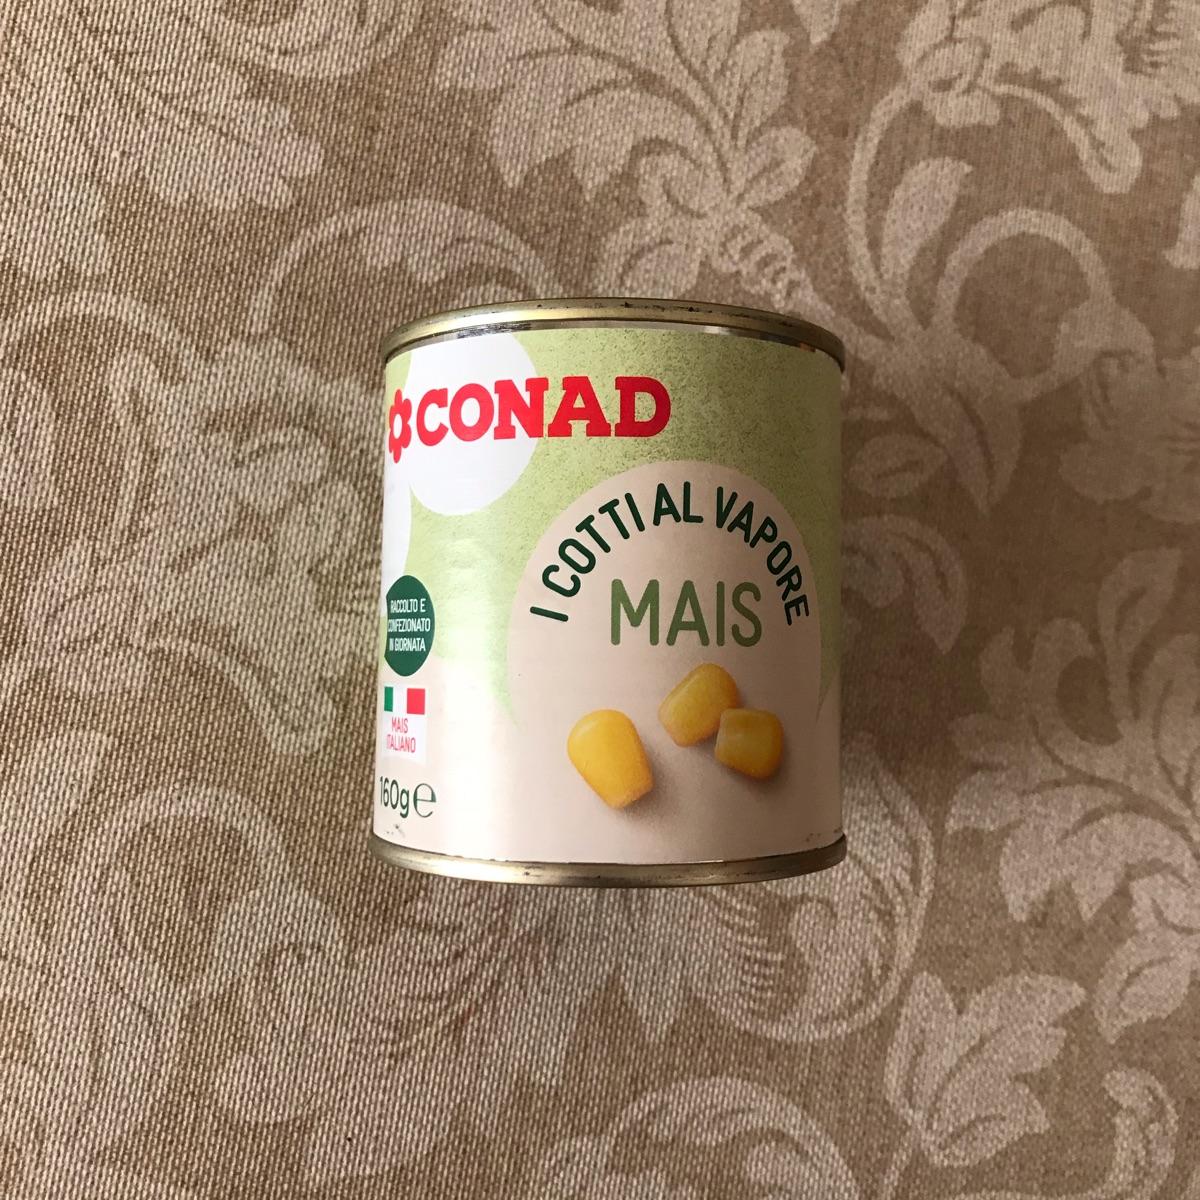 CONAD
I COTTI AL VAPORE
MAIS
RACCOLTO E
CONFEZIONATO
IN GIORNATA
MAIS
ITALIANO
160g ℮